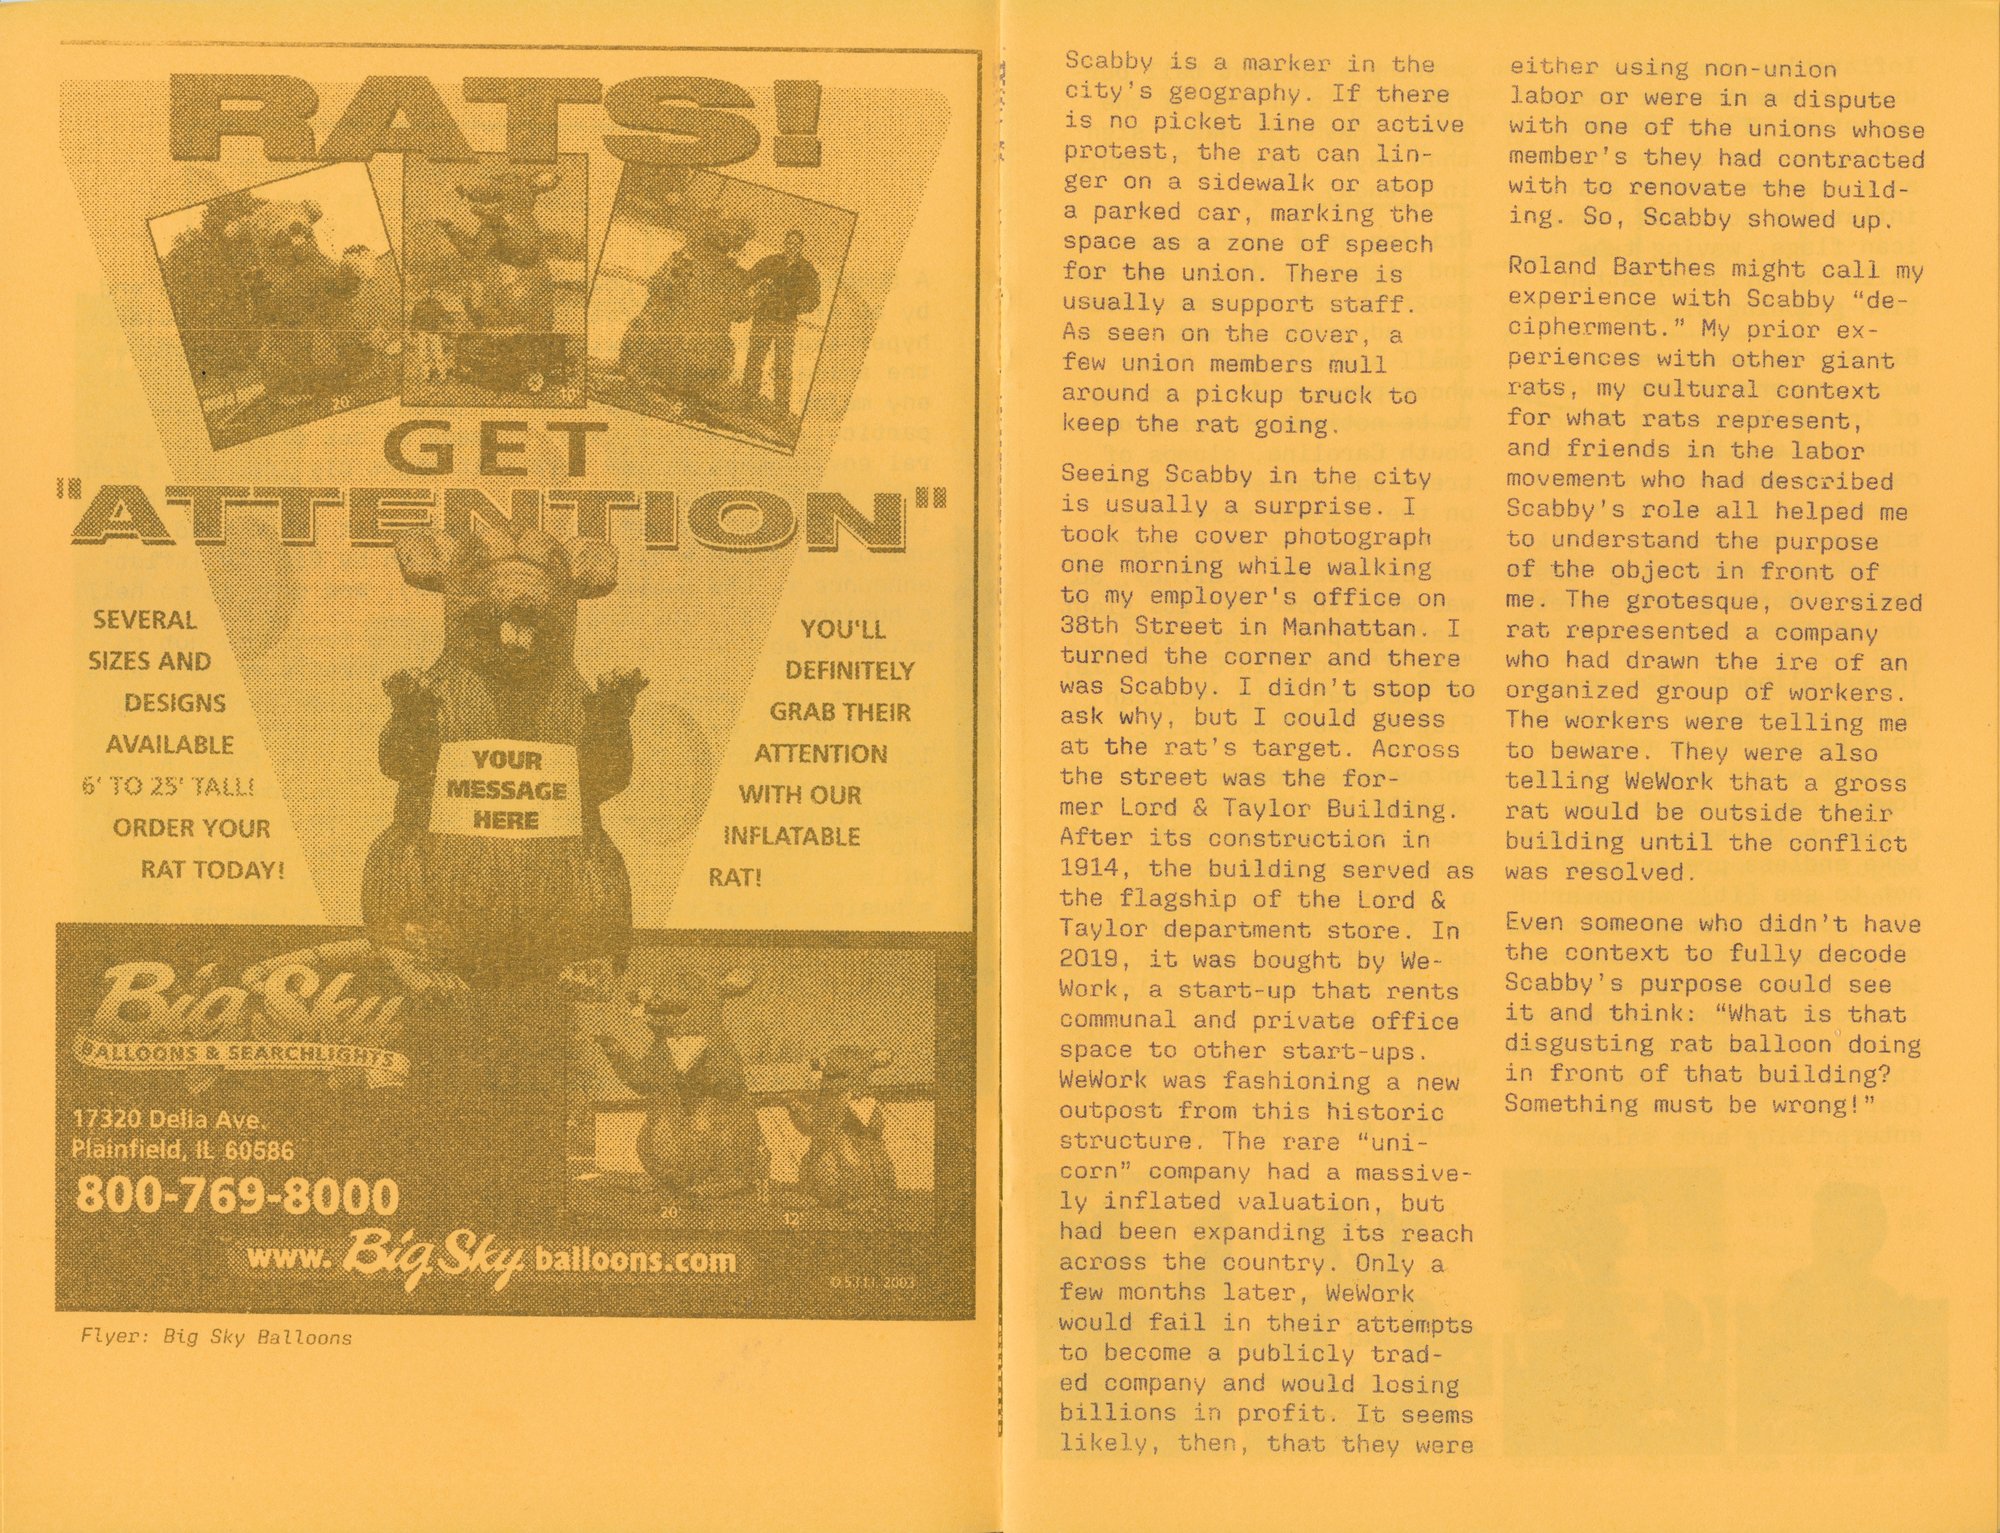 RATS!
20'
10'
6'
GET
"ATTENTION"
SEVERAL
SIZES AND
DESIGNS
AVAILABLE
6' TO 25' TALL!
ORDER YOUR
RAT TODAY!
YOU'LL
DEFINITELY
GRAB THEIR
ATTENTION
WITH OUR
INFLATABLE
RAT!
YOUR
MESSAGE
HERE
Big Sky
BALLOONS & SEARCHLIGHTS
17320 Delia Ave.
Plainfield, IL 60586
800-769-8000
20'
12'
www. Big Sky balloons.com
2003
Flyer: Big Sky Balloons
Scabby is a marker in the
city's geography. If there
is no picket line or active
protest, the rat can lin-
ger on a sidewalk or atop
a parked car, marking the
space as a zone of speech
for the union. There is
usually a support staff.
As seen on the cover, a
few union members mull
around a pickup truck to
keep the rat going.
Seeing Scabby in the city
is usually a surprise. I
took the cover photograph
one morning while walking
to my employer's office on
38th Street in Manhattan. I
turned the corner and there
was Scabby. I didn't stop to
ask why, but I could guess
at the rat's target. Across
the street was the for-
mer Lord & Taylor Building.
After its construction in
1914, the building served as
the flagship of the Lord &
Taylor department store. In
2019, it was bought by We-
Work, a start-up that rents
communal and private office
space to other start-ups.
WeWork was fashioning a new
outpost from this historic
structure. The rare “uni-
corn” company had a massive-
ly inflated valuation, but
had been expanding its reach
across the country. Only a
few months later, WeWork
would fail in their attempts
to become a publicly trad-
ed company and would losing
billions in profit. It seems
likely, then, that they were
either using non-union
labor or were in a dispute
with one of the unions whose
member's they had contracted
with to renovate the build-
ing. So, Scabby showed up.
Roland Barthes might call my
experience with Scabby “de-
cipherment.” My prior ex-
periences with other giant
rats, my cultural context
for what rats represent,
and friends in the labor
movement who had described
Scabby's role all helped me
to understand the purpose
of the object in front of
me. The grotesque, oversized
rat represented a company
who had drawn the ire of an
organized group of workers.
The workers were telling me
to beware. They were also
telling WeWork that a gross
rat would be outside their
building until the conflict
was resolved.
Even someone who didn't have
the context to fully decode
Scabby's purpose could see
it and think: “What is that
disgusting rat balloon doing
in front of that building?
Something must be wrong!”